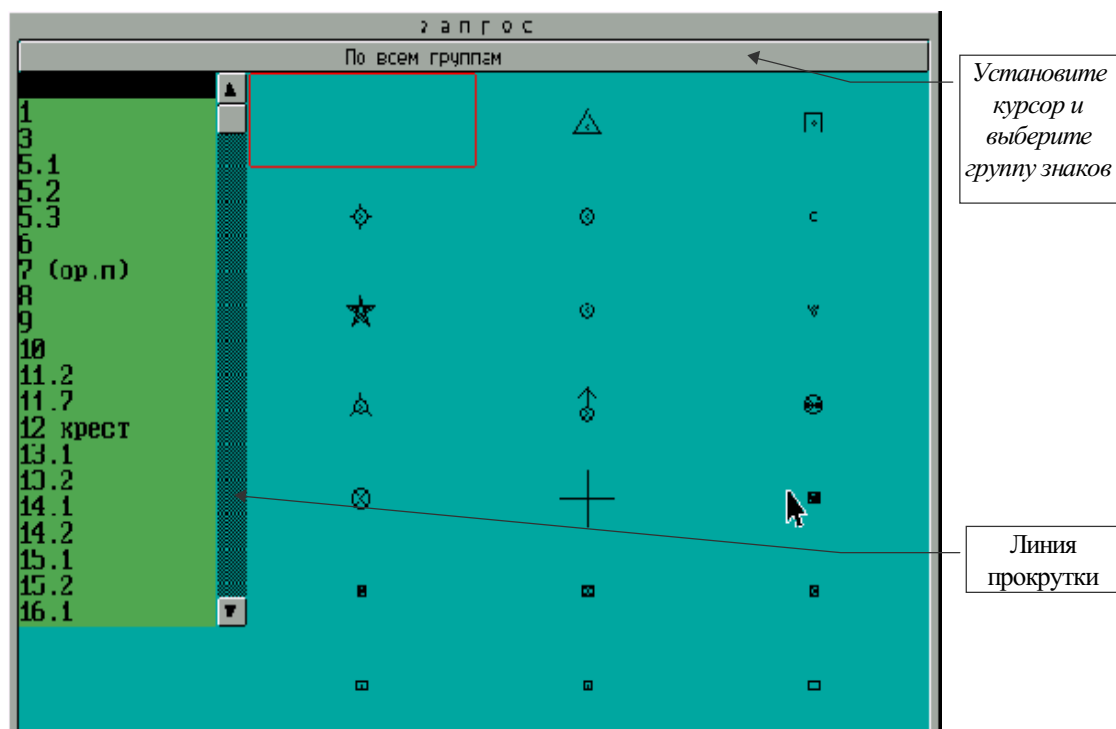 запрос
По всем группам
1
3
5.1
5.2
5.3
6
7 (ор.п)
8
9
10
11.2
11.7
12 крест
13.1
13.2
14.1
14.2
15.1
15.2
16.1
Установите
курсор и
выберите
группу знаков
Линия
прокрутки